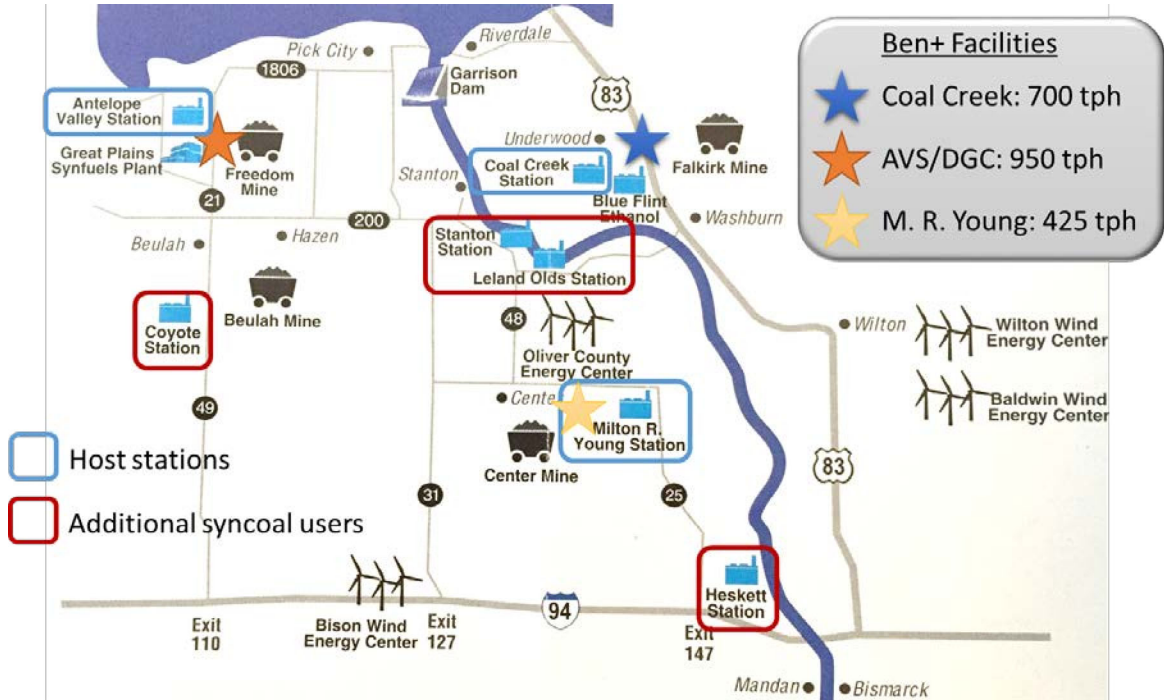 Pick City
Riverdale
1806
Garrison
Dam
83
Antelope
Valley Station
Great Plains
Synfuels Plant
Freedom
Mine
Underwood
Falkirk Mine
Coal Creek
Station
Blue Flint
Ethanol
Stanton
Washburn
21
200
Beulah
Hazen
Stanton
Station
Leland Olds Station
Beulah Mine
Coyote
Station
48
Oliver County
Energy Center
Wilton
Wilton Wind
Energy Center
Baldwin Wind
Energy Center
49
Cente
Milton R.
Young Station
Center Mine
31
25
83
Heskett
Station
94
Bison Wind
Energy Center
Exit
110
Exit
127
Exit
147
Mandan
Bismarck
Ben+ Facilities
Coal Creek: 700 tph
AVS/DGC: 950 tph
M. R. Young: 425 tph
Host stations
Additional syncoal users